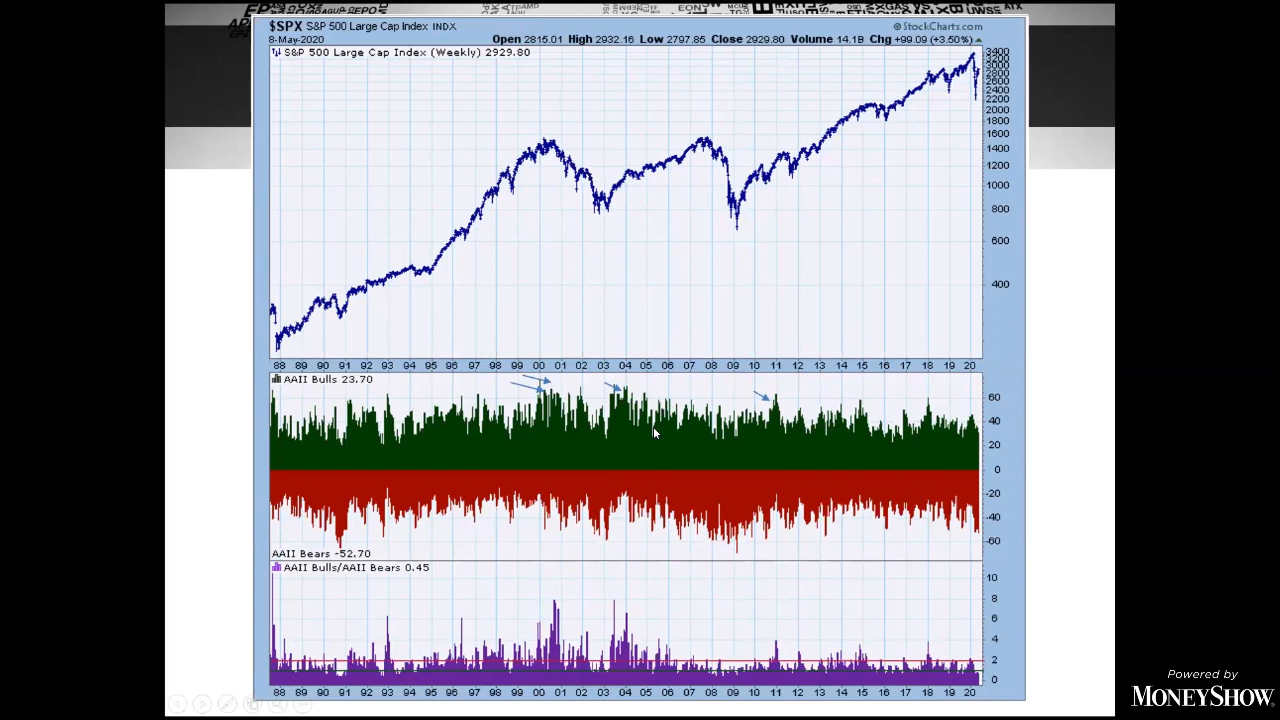 $SPX S&P 500 Large Cap Index INDX
© StockCharts.com
8-May-2020
Open 2815.01 High 2932.16 Low 2797.85 Close 2929.80 Volume 14.1B Chg +99.09 (+3.50%)
S&P 500 Large Cap Index (Weekly) 2929.80
3400
3200
3000
2800
2600
2400
2200
2000
1800
1600
1400
1200
1000
800
600
400
88 89 90 91 92 93 94 95 96 97 98 99 00 01 02 03 04 05 06 07 08 09 10 11 12 13 14 15 16 17 18 19 20
AAII Bulls 23.70
60
40
20
0
-20
-40
-60
AAII Bears -52.70
AAII Bulls/AAII Bears 0.45
10
8
6
4
2
0
88 89 90 91 92 93 94 95 96 97 98 99 00 01 02 03 04 05 06 07 08 09 10 11 12 13 14 15 16 17 18 19 20
Powered by
MONEYSHOW